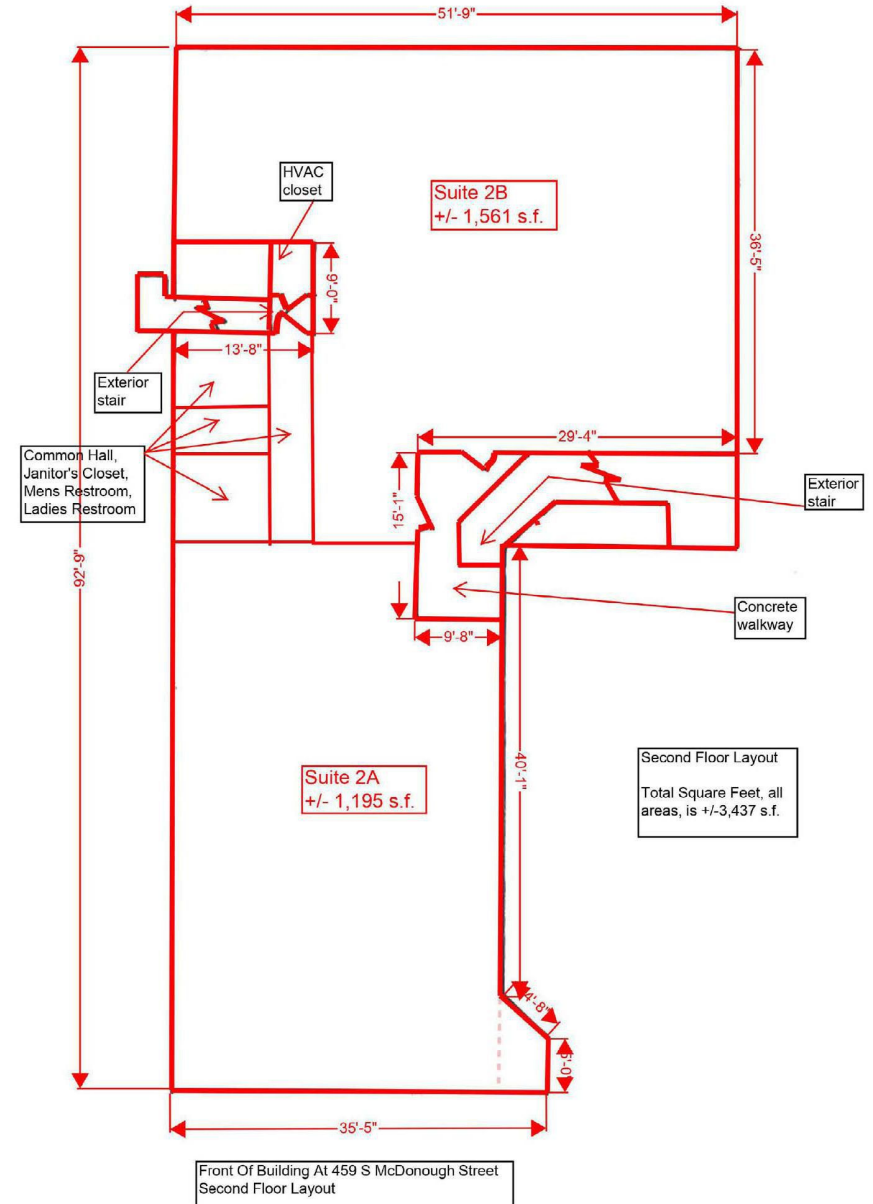 51'-9"
HVAC
closet
Suite 2B
+/- 1,561 s.f.
36'-5"
9'-0"
13'-8"
Exterior
stair
29'-4"
Common Hall,
Janitor's Closet,
Mens Restroom,
Ladies Restroom
15'-1"
Exterior
stair
92'-9"
Concrete
walkway
9'-8"
Suite 2A
+/- 1,195 s.f.
40'-1"
Second Floor Layout
Total Square Feet, all
areas, is +/-3,437 s.f.
4'-8"
5'-0"
35'-5"
Front Of Building At 459 S McDonough Street
Second Floor Layout